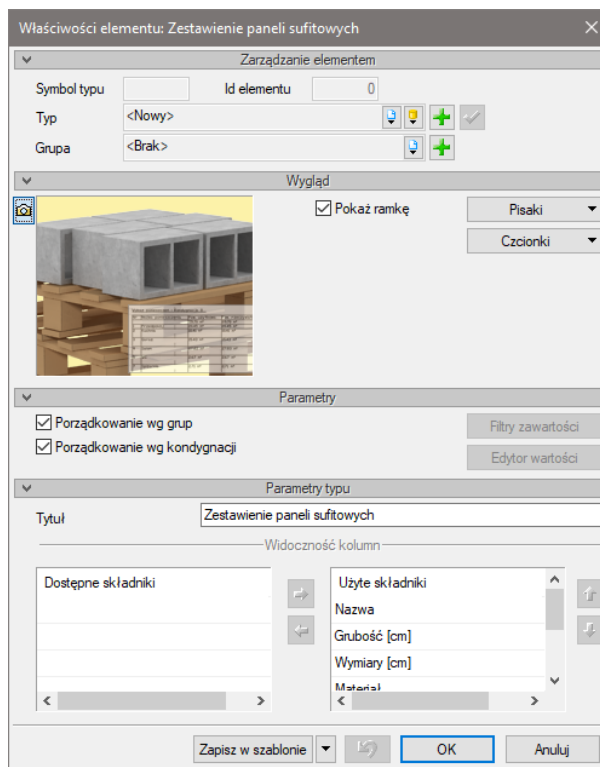 Właściwości elementu: Zestawienie paneli sufitowych
Zarządzanie elementem
Symbol typu Id elementu 0
Typ <Nowy>
Grupa <Brak>
Wygląd
Pokaż ramkę Pisaki
Czcionki
Parametry
Porządkowanie wg grup Filtry zawartości
Porządkowanie wg kondygnacji Edytor wartości
Parametry typu
Tytuł Zestawienie paneli sufitowych
Widoczność kolumn
Dostępne składniki Użyte składniki
Nazwa
Grubość [cm]
Wymiary [cm]
Materiał
Zapisz w szablonie OK Anuluj